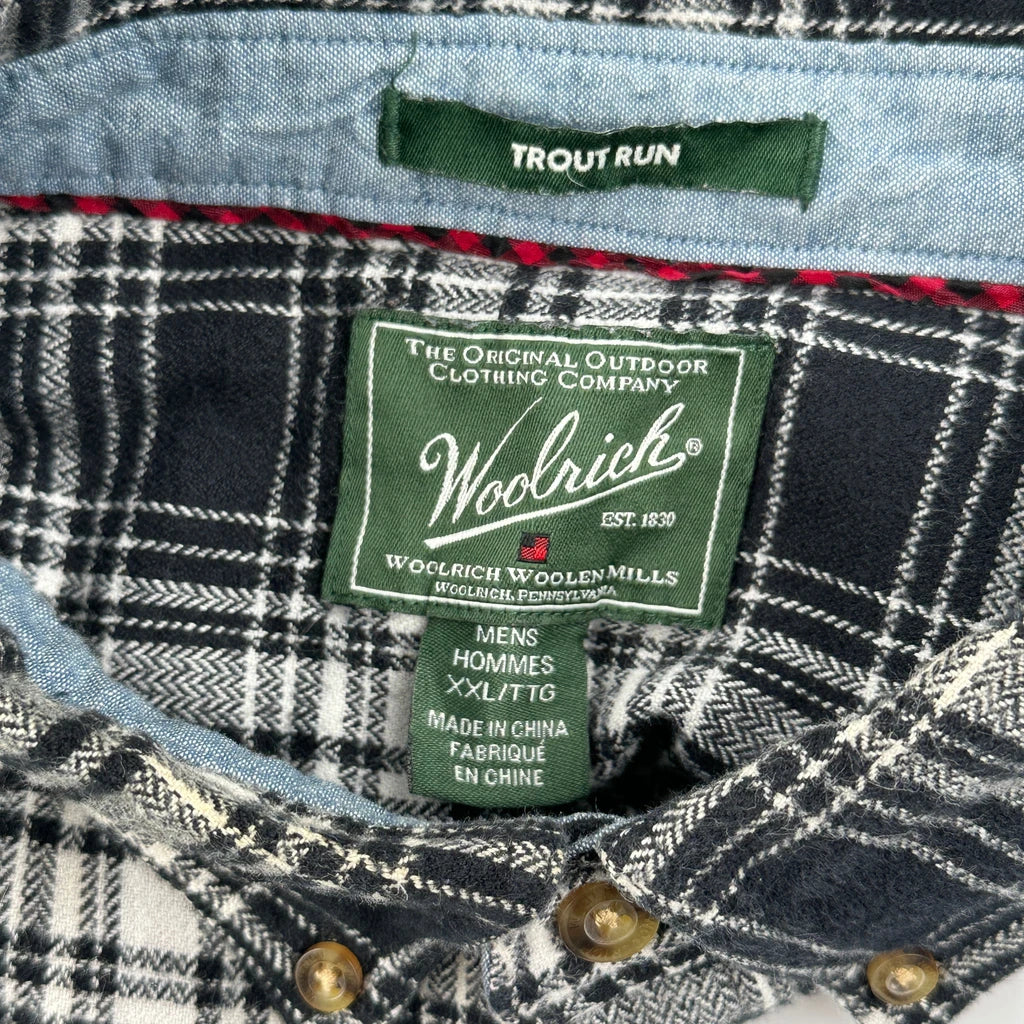 TROUT RUN
THE ORIGINAL OUTDOOR
CLOTHING COMPANY
Woolrich®
EST. 1830
WOOLRICH WOOLEN MILLS
WOOLRICH, PENNSYLVANIA
MENS
HOMMES
XXL/TTG
MADE IN CHINA
FABRIQUÉ
EN CHINE